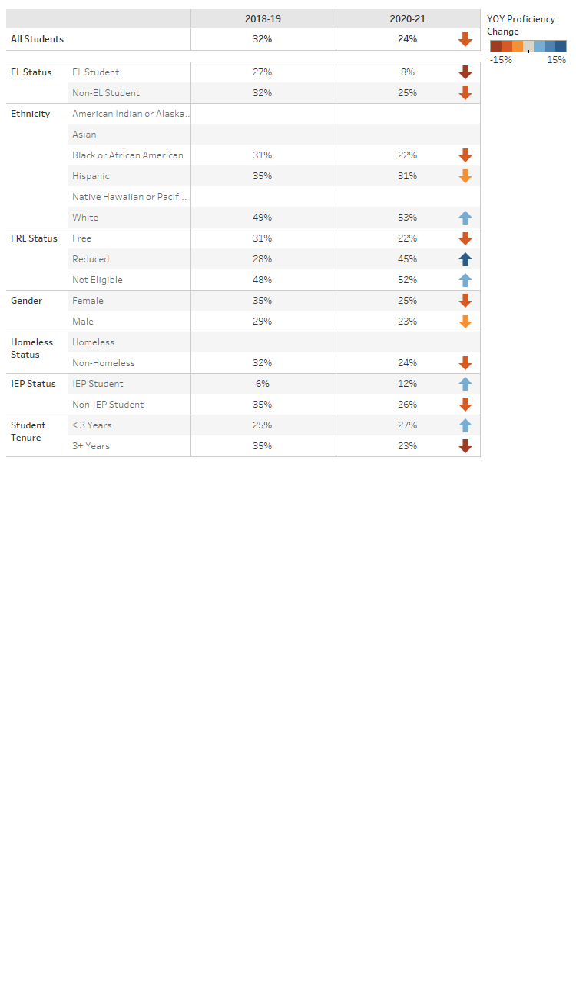 2018-19 2020-21
YOY Proficiency
Change
-15% 15%
All Students 32% 24%
EL Status EL Student 27% 8%
Non-EL Student 32% 25%
Ethnicity American Indian or Alaska..
Asian
Black or African American 31% 22%
Hispanic 35% 31%
Native Hawaiian or Pacifi..
White 49% 53%
FRL Status Free 31% 22%
Reduced 28% 45%
Not Eligible 48% 52%
Gender Female 35% 25%
Male 29% 23%
Homeless Status Homeless
Non-Homeless 32% 24%
IEP Status IEP Student 6% 12%
Non-IEP Student 35% 26%
Student Tenure < 3 Years 25% 27%
3+ Years 35% 23%